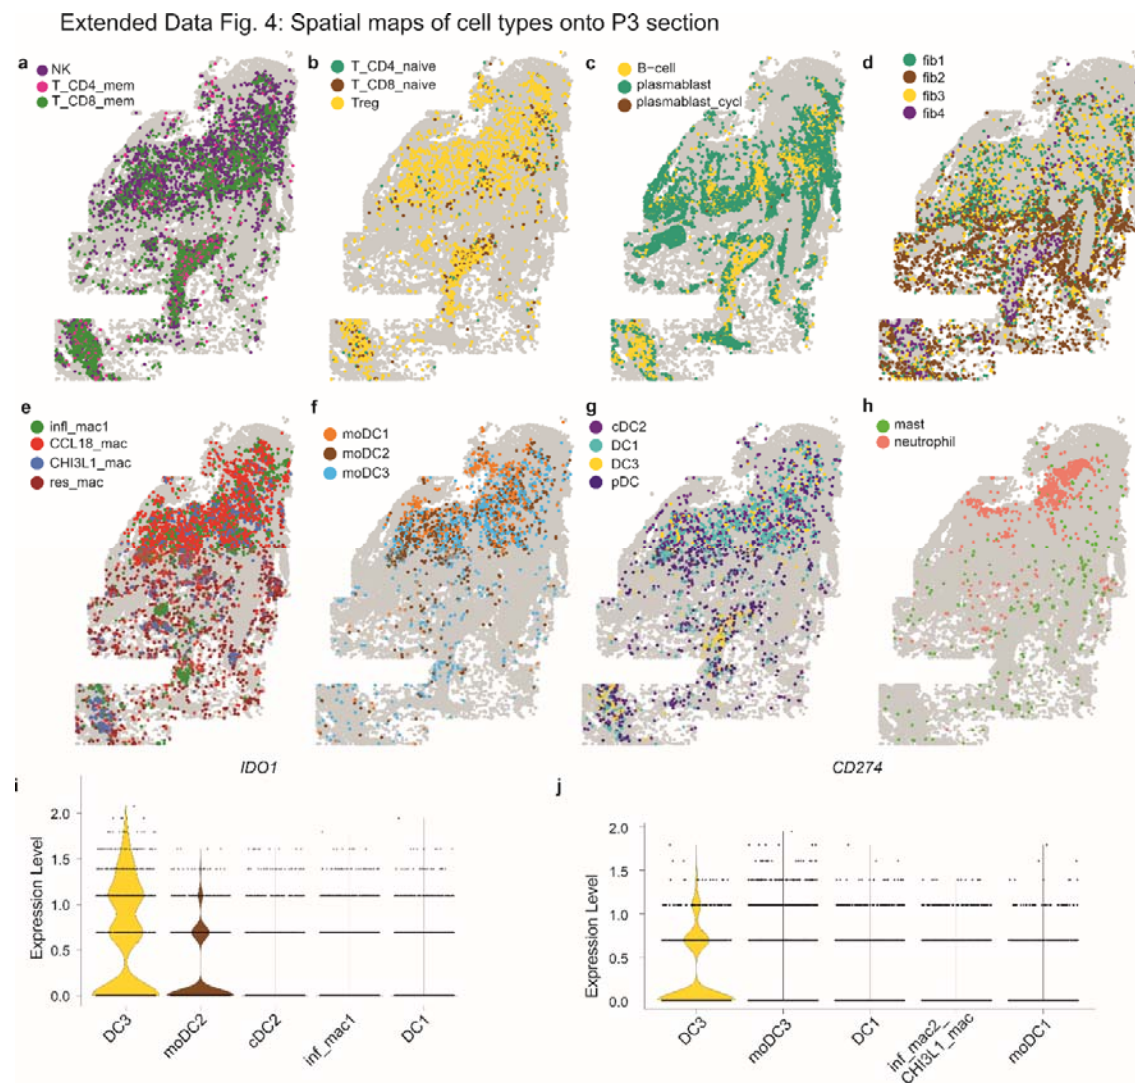 Extended Data Fig. 4: Spatial maps of cell types onto P3 section
a
NK
T_CD4_mem
T_CD8_mem
b
T_CD4_naive
T_CD8_naive
Treg
c
B-cell
plasmablast
plasmablast_cycl
d
fib1
fib2
fib3
fib4
e
infl_mac1
CCL18_mac
CHI3L1_mac
res_mac
f
moDC1
moDC2
moDC3
g
cDC2
DC1
DC3
pDC
h
mast
neutrophil
i
IDO1
Expression Level
2.0
1.5
1.0
0.5
0.0
DC3
moDC2
cDC2
inf_mac1
DC1
j
CD274
Expression Level
2.0
1.5
1.0
0.5
0.0
DC3
moDC3
DC1
inf_mac2_
CHI3L1_mac
moDC1